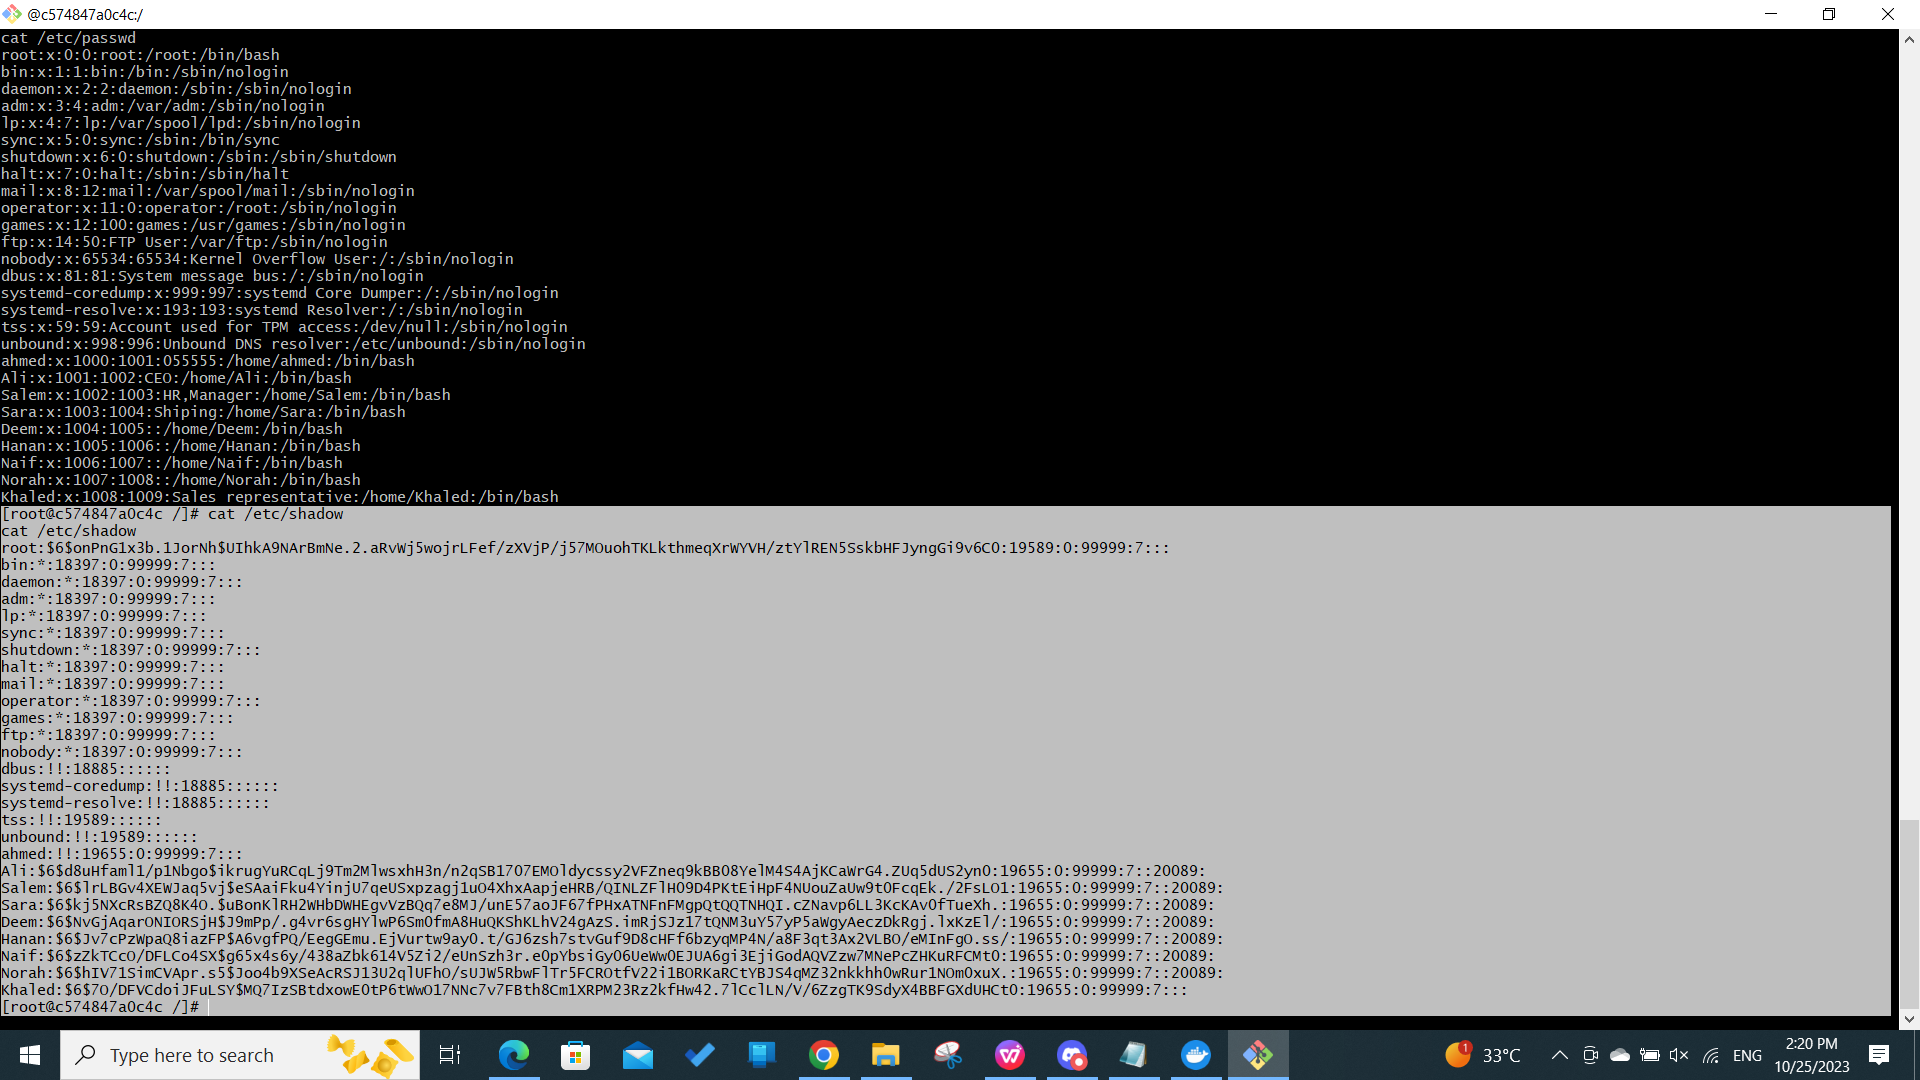 @c574847a0c4c:/
cat /etc/passwd
root:x:0:0:root:/root:/bin/bash
bin:x:1:1:bin:/bin:/sbin/nologin
daemon:x:2:2:daemon:/sbin:/sbin/nologin
adm:x:3:4:adm:/var/adm:/sbin/nologin
lp:x:4:7:lp:/var/spool/lpd:/sbin/nologin
sync:x:5:0:sync:/sbin:/bin/sync
shutdown:x:6:0:shutdown:/sbin:/sbin/shutdown
halt:x:7:0:halt:/sbin:/sbin/halt
mail:x:8:12:mail:/var/spool/mail:/sbin/nologin
operator:x:11:0:operator:/root:/sbin/nologin
games:x:12:100:games:/usr/games:/sbin/nologin
ftp:x:14:50:FTP User:/var/ftp:/sbin/nologin
nobody:x:65534:65534:Kernel Overflow User:/:/sbin/nologin
dbus:x:81:81:System message bus:/:/sbin/nologin
systemd-coredump:x:999:997:systemd Core Dumper:/:/sbin/nologin
systemd-resolve:x:193:193:systemd Resolver:/:/sbin/nologin
tss:x:59:59:Account used for TPM access:/dev/null:/sbin/nologin
unbound:x:998:996:Unbound DNS resolver:/etc/unbound:/sbin/nologin
ahmed:x:1000:1001:055555:/home/ahmed:/bin/bash
Ali:x:1001:1002:CEO:/home/Ali:/bin/bash
Salem:x:1002:1003:HR,Manager:/home/Salem:/bin/bash
Sara:x:1003:1004:Shiping:/home/Sara:/bin/bash
Deem:x:1004:1005::/home/Deem:/bin/bash
Hanan:x:1005:1006::/home/Hanan:/bin/bash
Naif:x:1006:1007::/home/Naif:/bin/bash
Norah:x:1007:1008::/home/Norah:/bin/bash
Khaled:x:1008:1009:Sales representative:/home/Khaled:/bin/bash
[root@c574847a0c4c /]# cat /etc/shadow
cat /etc/shadow
root:$6$onPnG1x3b.1JorNh$UIhkA9NArBmNe.2.aRvWj5wojrLFef/zXVjP/j57MOuohTKLkthmeqXrWYVH/ztYlREN5SskbHFJyngGi9v6C0:19589:0:99999:7:::
bin:*:18397:0:99999:7:::
daemon:*:18397:0:99999:7:::
adm:*:18397:0:99999:7:::
lp:*:18397:0:99999:7:::
sync:*:18397:0:99999:7:::
shutdown:*:18397:0:99999:7:::
halt:*:18397:0:99999:7:::
mail:*:18397:0:99999:7:::
operator:*:18397:0:99999:7:::
games:*:18397:0:99999:7:::
ftp:*:18397:0:99999:7:::
nobody:*:18397:0:99999:7:::
dbus:!!:18885::::::
systemd-coredump:!!:18885::::::
systemd-resolve:!!:18885::::::
tss:!!:19589::::::
unbound:!!:19589::::::
ahmed:!!:19655:0:99999:7:::
Ali:$6$d8uHfaml1/p1Nbgo$ikrugYuRCqLj9Tm2MlwsxhH3n/n2qSB17O7EMOldycssy2VFZneq9kBB08YelM4S4AjKCaWrG4.ZUq5dUS2yn0:19655:0:99999:7::20089:
Salem:$6$lrLBGv4XEWJaq5vj$eSAaiFku4YinjU7qeUSxpzagj1uO4XhxAapjeHRB/QINLZFlH09D4PKtEiHpF4NUouZaUw9tOFcqEk./2FsLO1:19655:0:99999:7::20089:
Sara:$6$kj5NXcRsBZQ8K4O.$uBonKlRH2WHbDWHEgvVzBQq7e8MJ/unE57aoJF67fPHxATNFnFMgpQtQQTNHQI.cZNavp6LL3KcKAv0fTueXh.:19655:0:99999:7::20089:
Deem:$6$NvGjAqarONIORSjH$J9mPp/.g4vr6sgHYlwP6Sm0fmA8HuQKShKLhV24gAzS.imRjSJz17tQNM3uY57yP5aWgyAeczDkRgj.lxKzEl/:19655:0:99999:7::20089:
Hanan:$6$Jv7cPzWpaQ8iazFP$A6vgfPQ/EegGEmu.EjVurtw9ay0.t/GJ6zsh7stvGuf9D8cHFf6bzyqMP4N/a8F3qt3Ax2VLBO/eMInFgO.ss/:19655:0:99999:7::20089:
Naif:$6$zZkTCcO/DFLCo4SX$g65x4s6y/438aZbk614V5Zi2/eUnSzh3r.eOpYbsiGy06UeWw0EJUA6gi3EjiGodAQVZzw7MNePcZHKuRFCMt0:19655:0:99999:7::20089:
Norah:$6$hIV71SimCVApr.s5$Joo4b9XSeAcRSJ13U2qlUFhO/sUJW5RbwFlTr5FCROtfV22i1BORKaRCtYBJS4qMZ32nkkhh0wRur1NOm0xuX.:19655:0:99999:7::20089:
Khaled:$6$7O/DFVCdoiJFuLSY$MQ7IzSBtdxowE0tP6tWwO17NNc7v7FBth8Cm1XRPM23Rz2kfHw42.7lCclLN/V/6ZzgTK9SdyX4BBFGXdUHCt0:19655:0:99999:7:::
[root@c574847a0c4c /]#
Type here to search
1
33°C
ENG
2:20 PM
10/25/2023